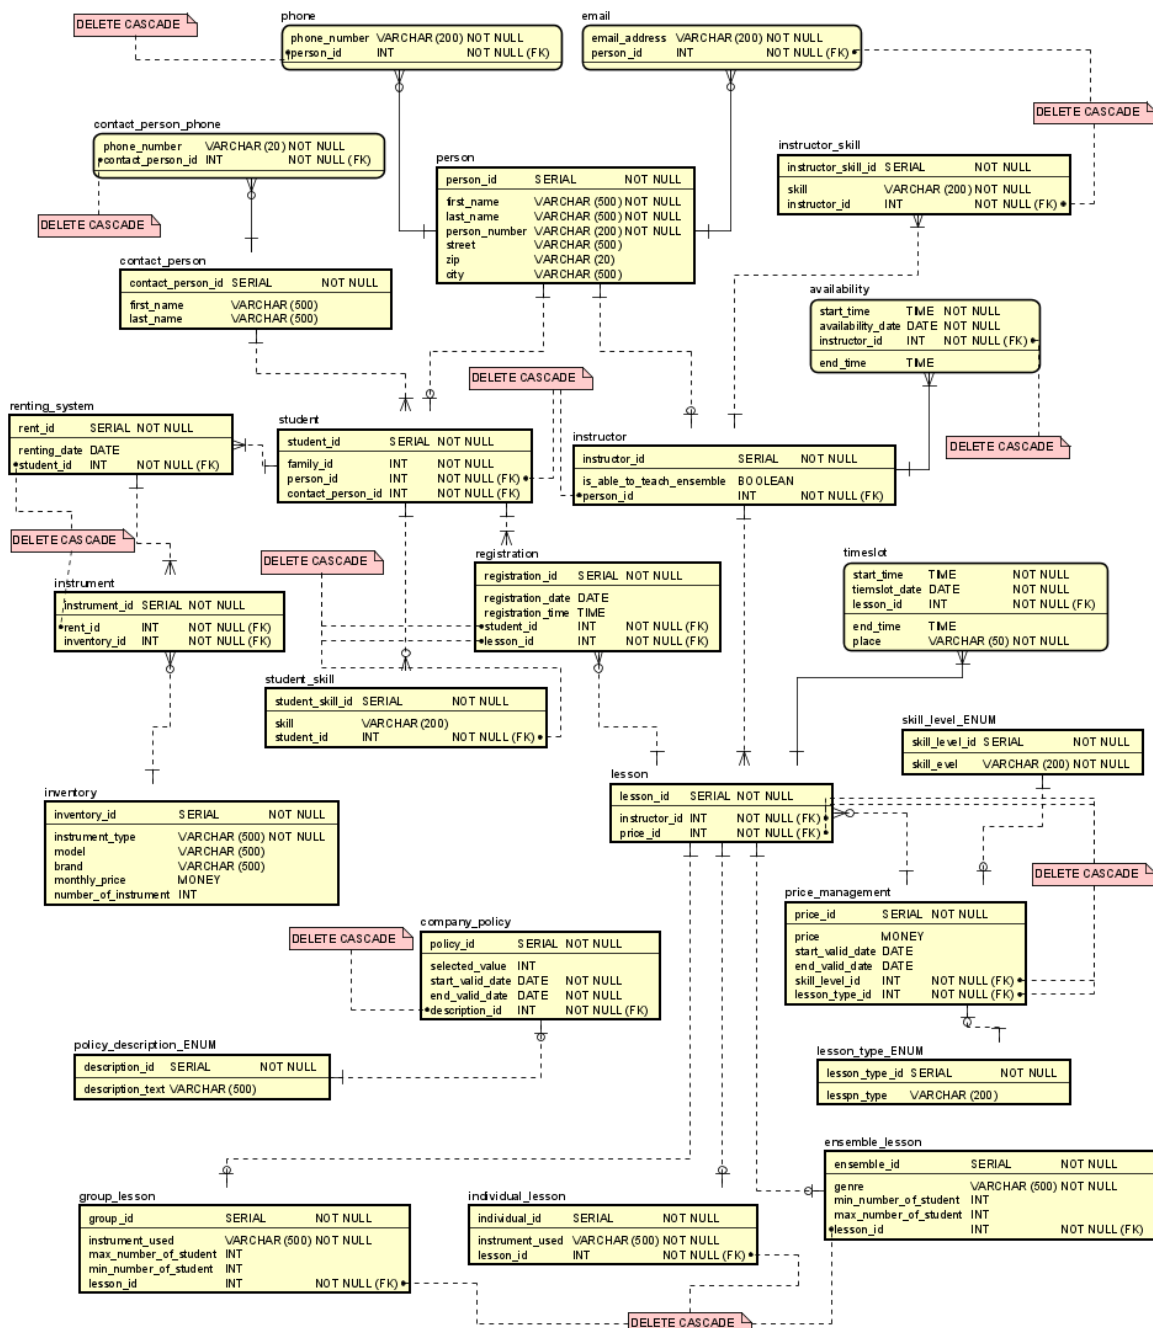 DELETE CASCADE
phone
phone_number VARCHAR (200) NOT NULL
person_id INT NOT NULL (FK)
email
email_address VARCHAR (200) NOT NULL
person_id INT NOT NULL (FK)
DELETE CASCADE
contact_person_phone
phone_number VARCHAR (20) NOT NULL
contact_person_id INT NOT NULL (FK)
DELETE CASCADE
person
person_id SERIAL NOT NULL
first_name VARCHAR (500) NOT NULL
last_name VARCHAR (500) NOT NULL
person_number VARCHAR (200) NOT NULL
street VARCHAR (500)
zip VARCHAR (20)
city VARCHAR (500)
instructor_skill
instructor_skill_id SERIAL NOT NULL
skill VARCHAR (200) NOT NULL
instructor_id INT NOT NULL (FK)
contact_person
contact_person_id SERIAL NOT NULL
first_name VARCHAR (500)
last_name VARCHAR (500)
availability
start_time TIME NOT NULL
availability_date DATE NOT NULL
instructor_id INT NOT NULL (FK)
end_time TIME
DELETE CASCADE
DELETE CASCADE
renting_system
rent_id SERIAL NOT NULL
renting_date DATE
student_id INT NOT NULL (FK)
student
student_id SERIAL NOT NULL
family_id INT NOT NULL
person_id INT NOT NULL (FK)
contact_person_id INT NOT NULL (FK)
instructor
instructor_id SERIAL NOT NULL
is_able_to_teach_ensemble BOOLEAN
person_id INT NOT NULL (FK)
DELETE CASCADE
DELETE CASCADE
instrument
instrument_id SERIAL NOT NULL
rent_id INT NOT NULL (FK)
inventory_id INT NOT NULL (FK)
registration
registration_id SERIAL NOT NULL
registration_date DATE
registration_time TIME
student_id INT NOT NULL (FK)
lesson_id INT NOT NULL (FK)
timeslot
start_time TIME NOT NULL
tiemslot_date DATE NOT NULL
lesson_id INT NOT NULL (FK)
end_time TIME
place VARCHAR (50) NOT NULL
student_skill
student_skill_id SERIAL NOT NULL
skill VARCHAR (200)
student_id INT NOT NULL (FK)
skill_level_ENUM
skill_level_id SERIAL NOT NULL
skill_evel VARCHAR (200) NOT NULL
inventory
inventory_id SERIAL NOT NULL
instrument_type VARCHAR (500) NOT NULL
model VARCHAR (500)
brand VARCHAR (500)
monthly_price MONEY
number_of_instrument INT
lesson
lesson_id SERIAL NOT NULL
instructor_id INT NOT NULL (FK)
price_id INT NOT NULL (FK)
DELETE CASCADE
price_management
price_id SERIAL NOT NULL
price MONEY
start_valid_date DATE
end_valid_date DATE
skill_level_id INT NOT NULL (FK)
lesson_type_id INT NOT NULL (FK)
DELETE CASCADE
company_policy
policy_id SERIAL NOT NULL
selected_value INT
start_valid_date DATE NOT NULL
end_valid_date DATE NOT NULL
description_id INT NOT NULL (FK)
policy_description_ENUM
description_id SERIAL NOT NULL
description_text VARCHAR (500)
lesson_type_ENUM
lesson_type_id SERIAL NOT NULL
lesspn_type VARCHAR (200)
group_lesson
group_id SERIAL NOT NULL
instrument_used VARCHAR (500) NOT NULL
max_number_of_student INT
min_number_of_student INT
lesson_id INT NOT NULL (FK)
individual_lesson
individual_id SERIAL NOT NULL
instrument_used VARCHAR (500) NOT NULL
lesson_id INT NOT NULL (FK)
ensemble_lesson
ensemble_id SERIAL NOT NULL
genre VARCHAR (500) NOT NULL
min_number_of_student INT
max_number_of_student INT
lesson_id INT NOT NULL (FK)
DELETE CASCADE